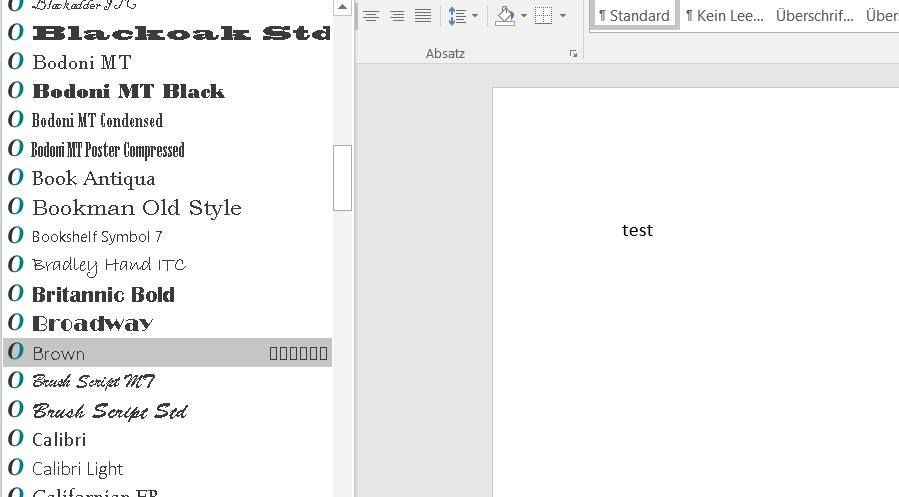 Blackadder ITC
Blackoak Std
Bodoni MT
Bodoni MT Black
Bodoni MT Condensed
Bodoni MT Poster Compressed
Book Antiqua
Bookman Old Style
Bookshelf Symbol 7
Bradley Hand ITC
Britannic Bold
Broadway
Brown
Brush Script MT
Brush Script Std
Calibri
Calibri Light
Californian FB
¶ Standard
¶ Kein Lee...
Überschrif...
Übers
Absatz
test